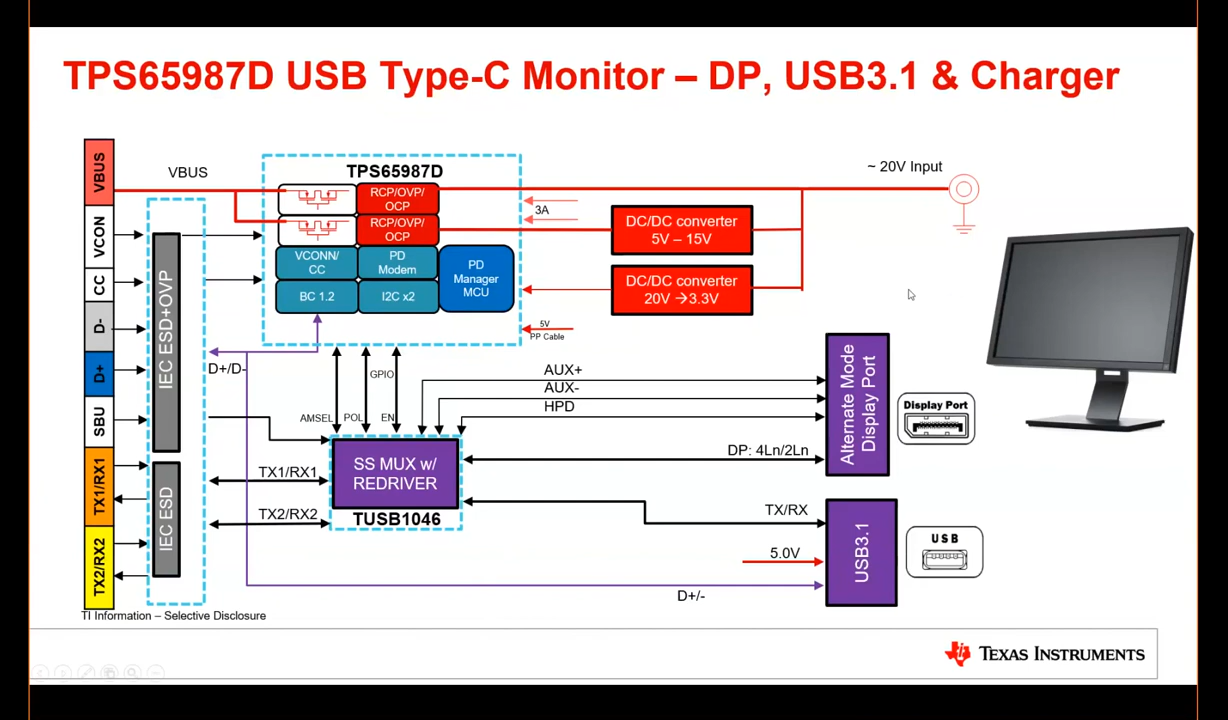 TPS65987D USB Type-C Monitor – DP, USB3.1 & Charger
VBUS
VCON
CC
D-
D+
SBU
TX1/RX1
TX2/RX2
VBUS
IEC ESD+OVP
IEC ESD
TPS65987D
RCP/OVP/
OCP
RCP/OVP/
OCP
VCONN/
CC
PD
Modem
PD
Manager
MCU
BC 1.2
I2C x2
3A
~ 20V Input
DC/DC converter
5V – 15V
DC/DC converter
20V →3.3V
5V
PP Cable
D+/D-
GPIO
AMSEL
POL
EN
AUX+
AUX-
HPD
DP: 4Ln/2Ln
Alternate Mode
Display Port
Display Port
SS MUX w/
REDRIVER
TUSB1046
TX1/RX1
TX2/RX2
TX/RX
5.0V
D+/-
USB3.1
USB
TI Information – Selective Disclosure
TEXAS INSTRUMENTS